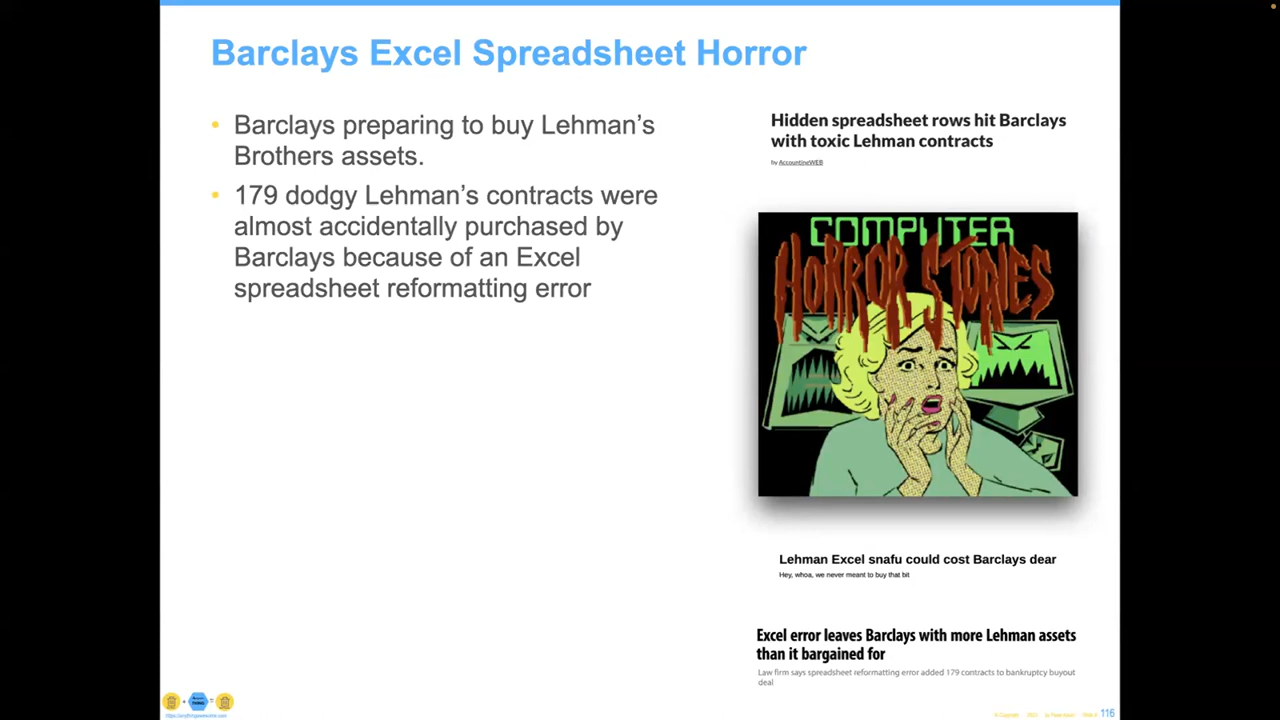 Barclays Excel Spreadsheet Horror
• Barclays preparing to buy Lehman's
Brothers assets.
• 179 dodgy Lehman's contracts were
almost accidentally purchased by
Barclays because of an Excel
spreadsheet reformatting error
Hidden spreadsheet rows hit Barclays
with toxic Lehman contracts
by AccountingWEB
COMPUTER
HORROR STORIES
Lehman Excel snafu could cost Barclays dear
Hey, whoa, we never meant to buy that bit
Excel error leaves Barclays with more Lehman assets
than it bargained for
Law firm says spreadsheet reformatting error added 179 contracts to bankruptcy buyout
deal
116